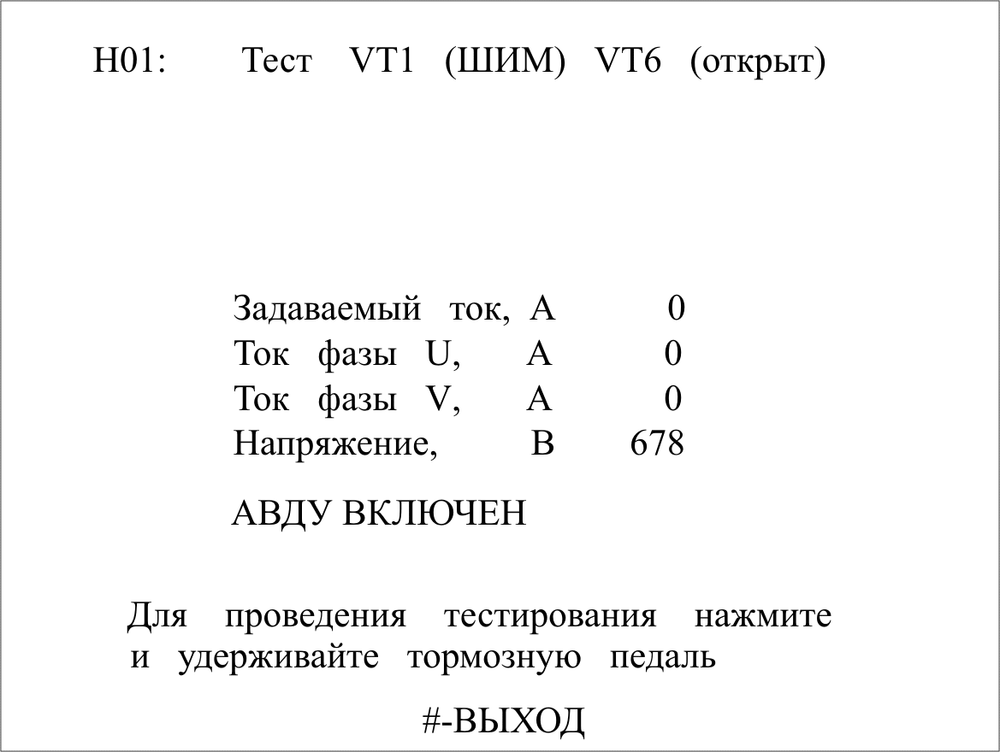 Н01: Тест VT1 (ШИМ) VT6 (открыт)
Задаваемый ток, А 0
Ток фазы U, А 0
Ток фазы V, А 0
Напряжение, В 678
АВДУ ВКЛЮЧЕН
Для проведения тестирования нажмите
и удерживайте тормозную педаль
#-ВЫХОД